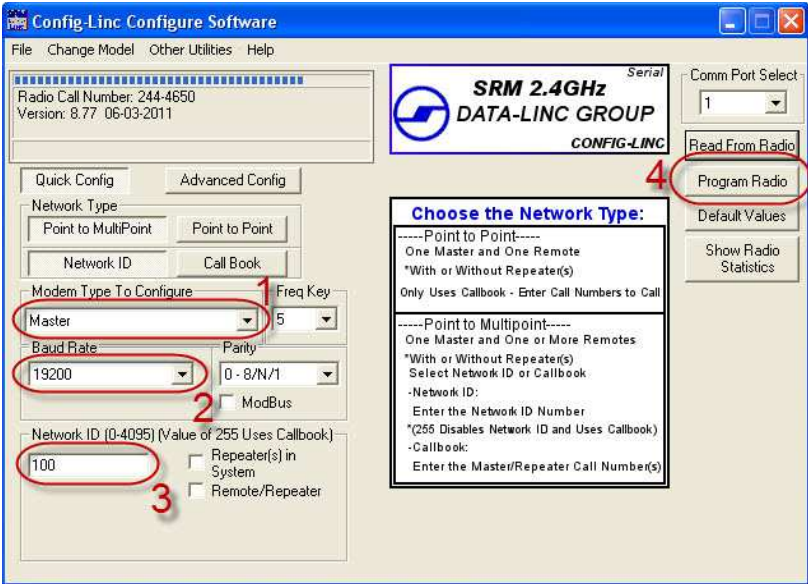 Config-Linc Configure Software
File Change Model Other Utilities Help
Radio Call Number: 244-4650
Version: 8.77 06-03-2011
Serial
SRM 2.4GHz
DATA-LINC GROUP
CONFIG-LINC
Comm Port Select
1
Read From Radio
4
Program Radio
Default Values
Show Radio
Statistics
Quick Config Advanced Config
Network Type
Point to MultiPoint Point to Point
Network ID Call Book
1
Modem Type To Configure Freq Key
Master 5
Baud Rate Parity
19200 0 - 8/N/1
2
ModBus
Network ID (0-4095) (Value of 255 Uses Callbook)
100
Repeater(s) in
System
3
Remote/Repeater
Choose the Network Type:
-----Point to Point-----
One Master and One Remote
*With or Without Repeater(s)
Only Uses Callbook - Enter Call Numbers to Call
-----Point to Multipoint-----
One Master and One or More Remotes
*With or Without Repeater(s)
Select Network ID or Callbook
-Network ID:
Enter the Network ID Number
*(255 Disables Network ID and Uses Callbook)
-Callbook:
Enter the Master/Repeater Call Number(s)